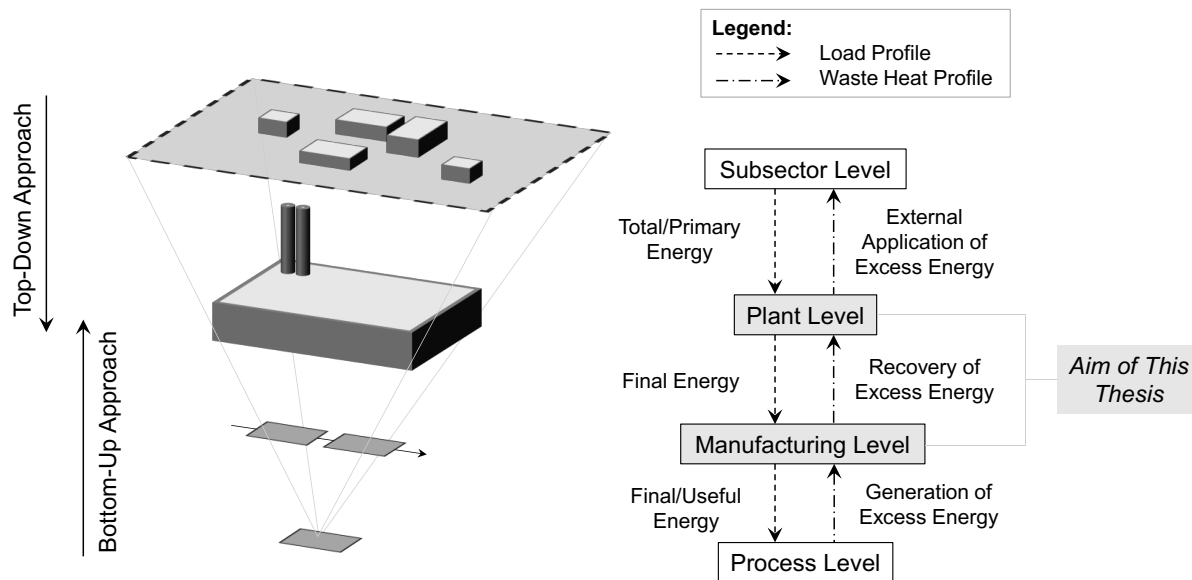 Legend:
Load Profile
Waste Heat Profile
Top-Down Approach
Bottom-Up Approach
Subsector Level
Total/Primary
Energy
External
Application of
Excess Energy
Plant Level
Final Energy
Recovery of
Excess Energy
Aim of This
Thesis
Manufacturing Level
Final/Useful
Energy
Generation of
Excess Energy
Process Level